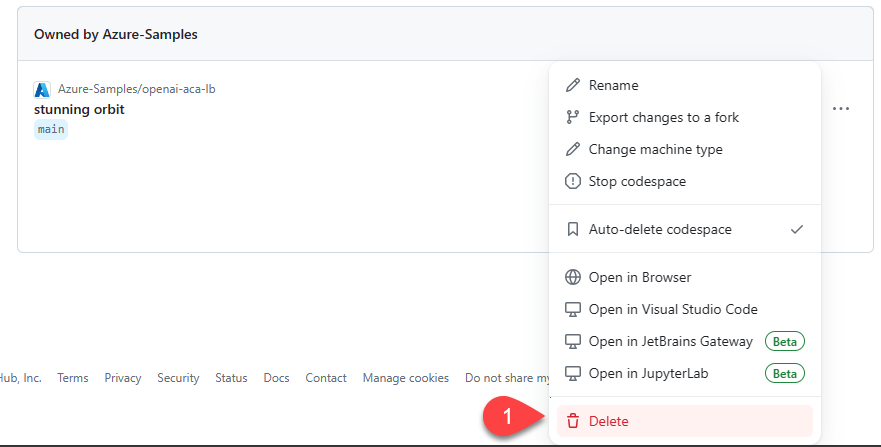 Owned by Azure-Samples
Azure-Samples/openai-aca-lb
stunning orbit
main
Rename
Export changes to a fork
Change machine type
Stop codespace
Auto-delete codespace
Open in Browser
Open in Visual Studio Code
Open in JetBrains Gateway Beta
Open in JupyterLab Beta
Hub, Inc. Terms Privacy Security Status Docs Contact Manage cookies Do not share my
1 Delete